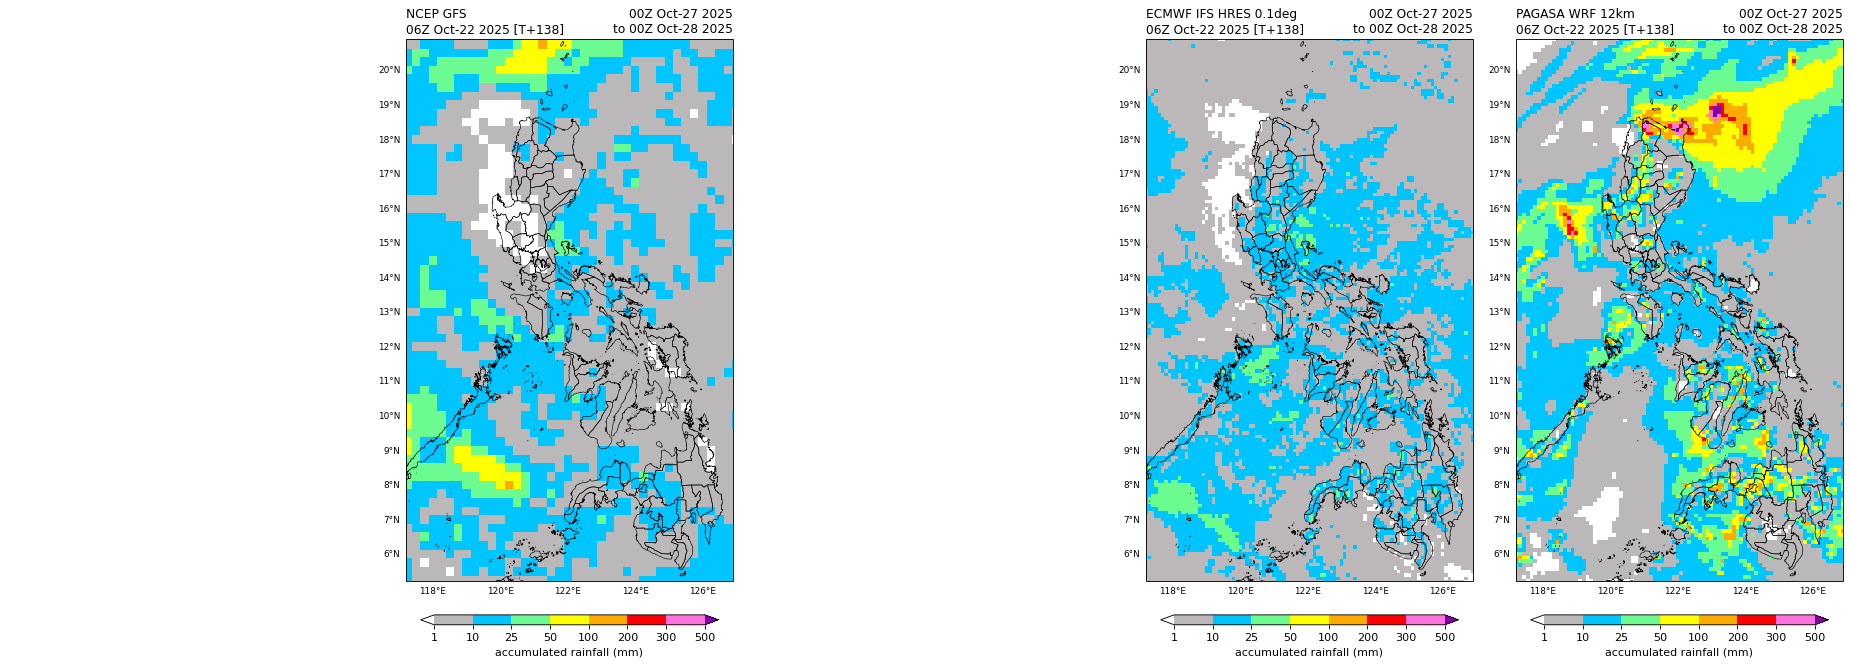 NCEP GFS 00Z Oct-27 2025
06Z Oct-22 2025 [T+138] to 00Z Oct-28 2025
20°N
19°N
18°N
17°N
16°N
15°N
14°N
13°N
12°N
11°N
10°N
9°N
8°N
7°N
6°N
118°E 120°E 122°E 124°E 126°E
1 10 25 50 100 200 300 500
accumulated rainfall (mm)
ECMWF IFS HRES 0.1deg 00Z Oct-27 2025
06Z Oct-22 2025 [T+138] to 00Z Oct-28 2025
20°N
19°N
18°N
17°N
16°N
15°N
14°N
13°N
12°N
11°N
10°N
9°N
8°N
7°N
6°N
118°E 120°E 122°E 124°E 126°E
1 10 25 50 100 200 300 500
accumulated rainfall (mm)
PAGASA WRF 12km 00Z Oct-27 2025
06Z Oct-22 2025 [T+138] to 00Z Oct-28 2025
20°N
19°N
18°N
17°N
16°N
15°N
14°N
13°N
12°N
11°N
10°N
9°N
8°N
7°N
6°N
118°E 120°E 122°E 124°E 126°E
1 10 25 50 100 200 300 500
accumulated rainfall (mm)